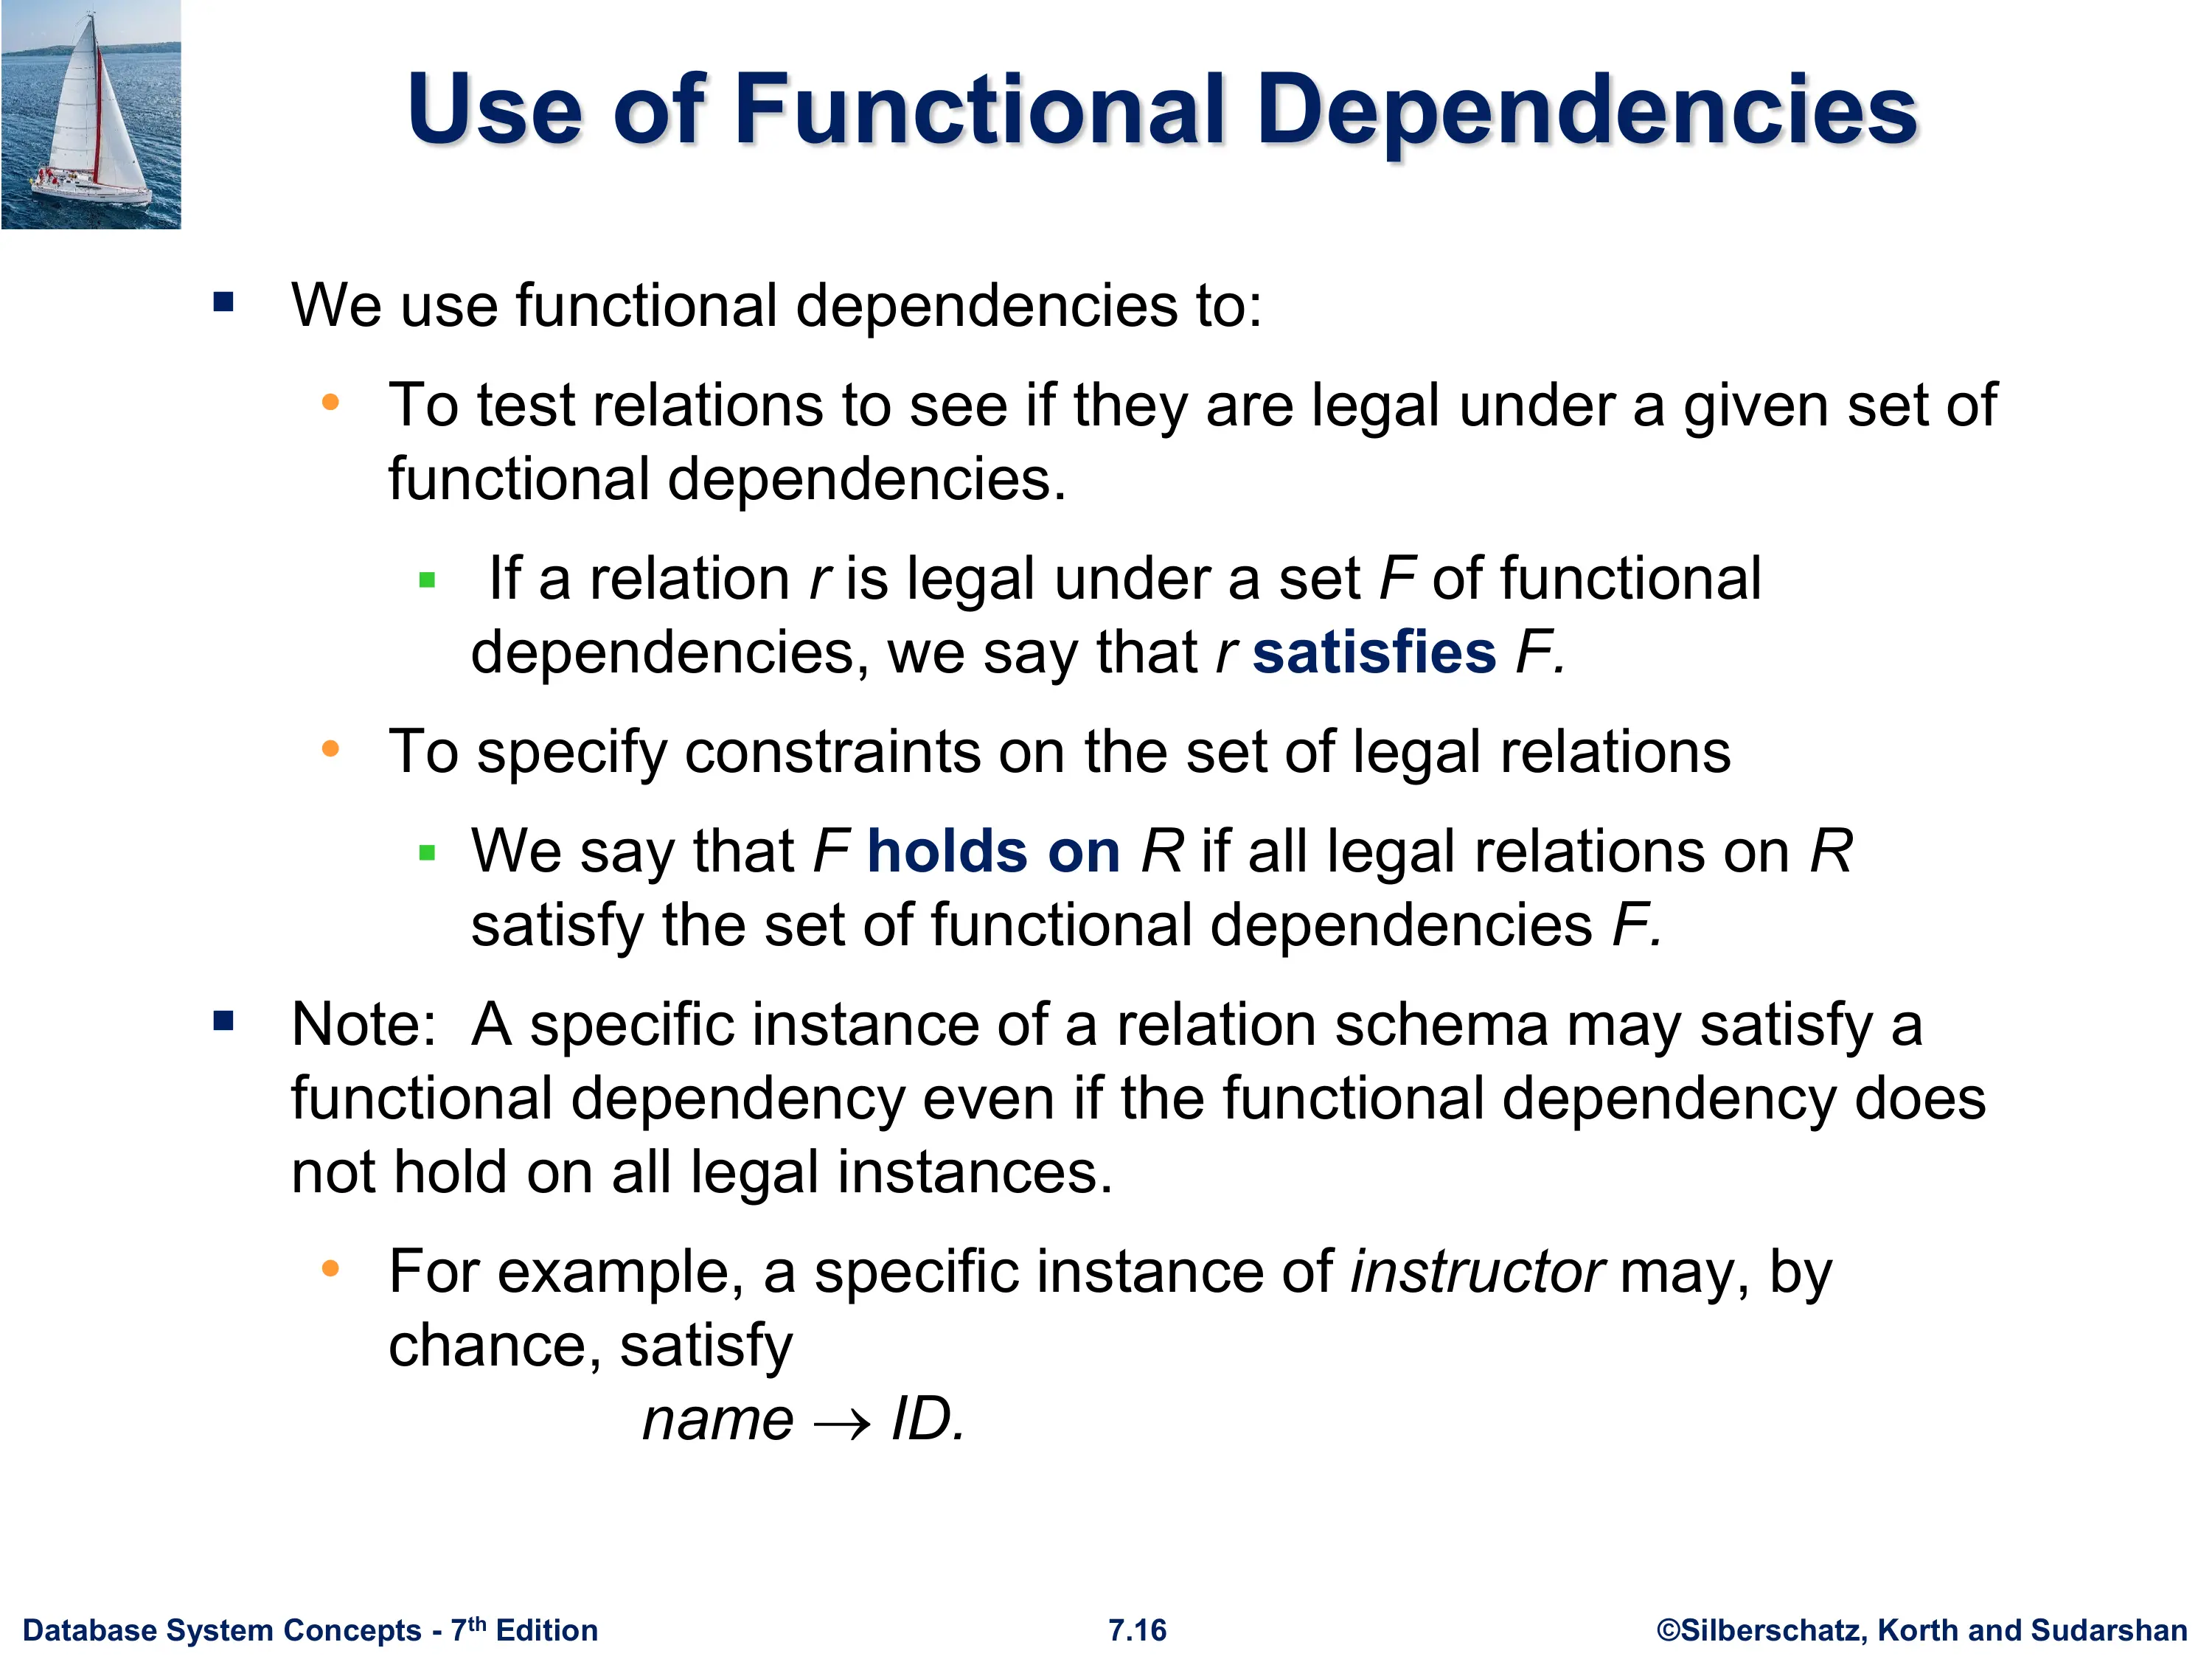 Use of Functional Dependencies
▪ We use functional dependencies to:
• To test relations to see if they are legal under a given set of
functional dependencies.
▪ If a relation r is legal under a set F of functional
dependencies, we say that r satisfies F.
• To specify constraints on the set of legal relations
▪ We say that F holds on R if all legal relations on R
satisfy the set of functional dependencies F.
▪ Note: A specific instance of a relation schema may satisfy a
functional dependency even if the functional dependency does
not hold on all legal instances.
• For example, a specific instance of instructor may, by
chance, satisfy
name → ID.
Database System Concepts - 7th Edition 7.16 ©Silberschatz, Korth and Sudarshan